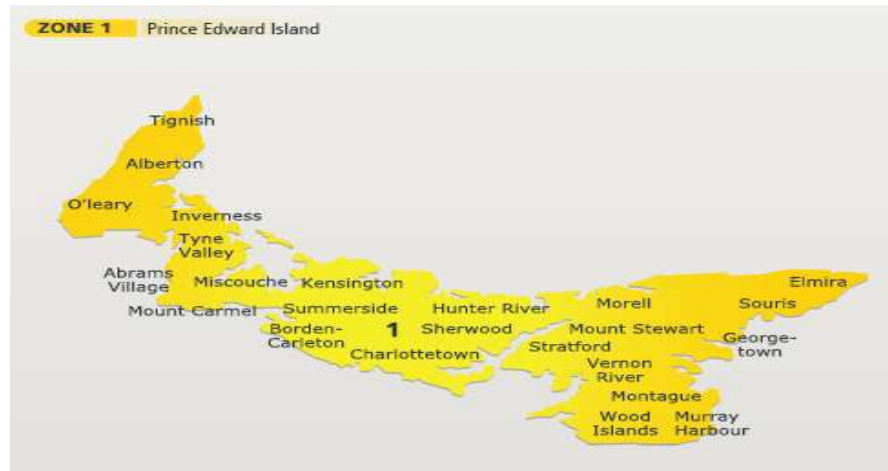 ZONE 1 Prince Edward Island
Tignish
Alberton
O'leary
Inverness
Tyne
Valley
Abrams
Village
Miscouche
Kensington
Elmira
Mount Carmel
Summerside
Hunter River
Morell
Souris
Borden-
Carleton
1
Sherwood
Mount Stewart
George-
town
Charlottetown
Stratford
Vernon
River
Montague
Wood
Islands
Murray
Harbour